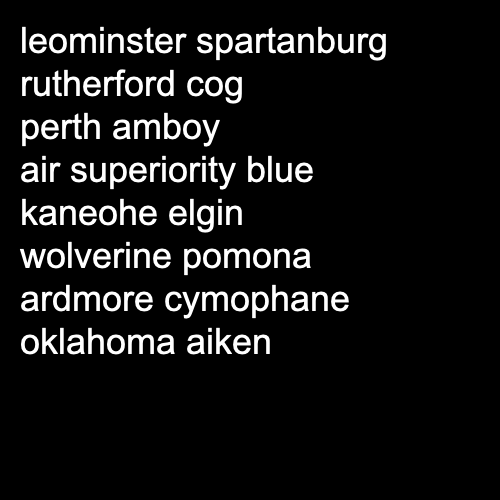 leominster spartanburg
rutherford cog
perth amboy
air superiority blue
kaneohe elgin
wolverine pomona
ardmore cymophane
oklahoma aiken